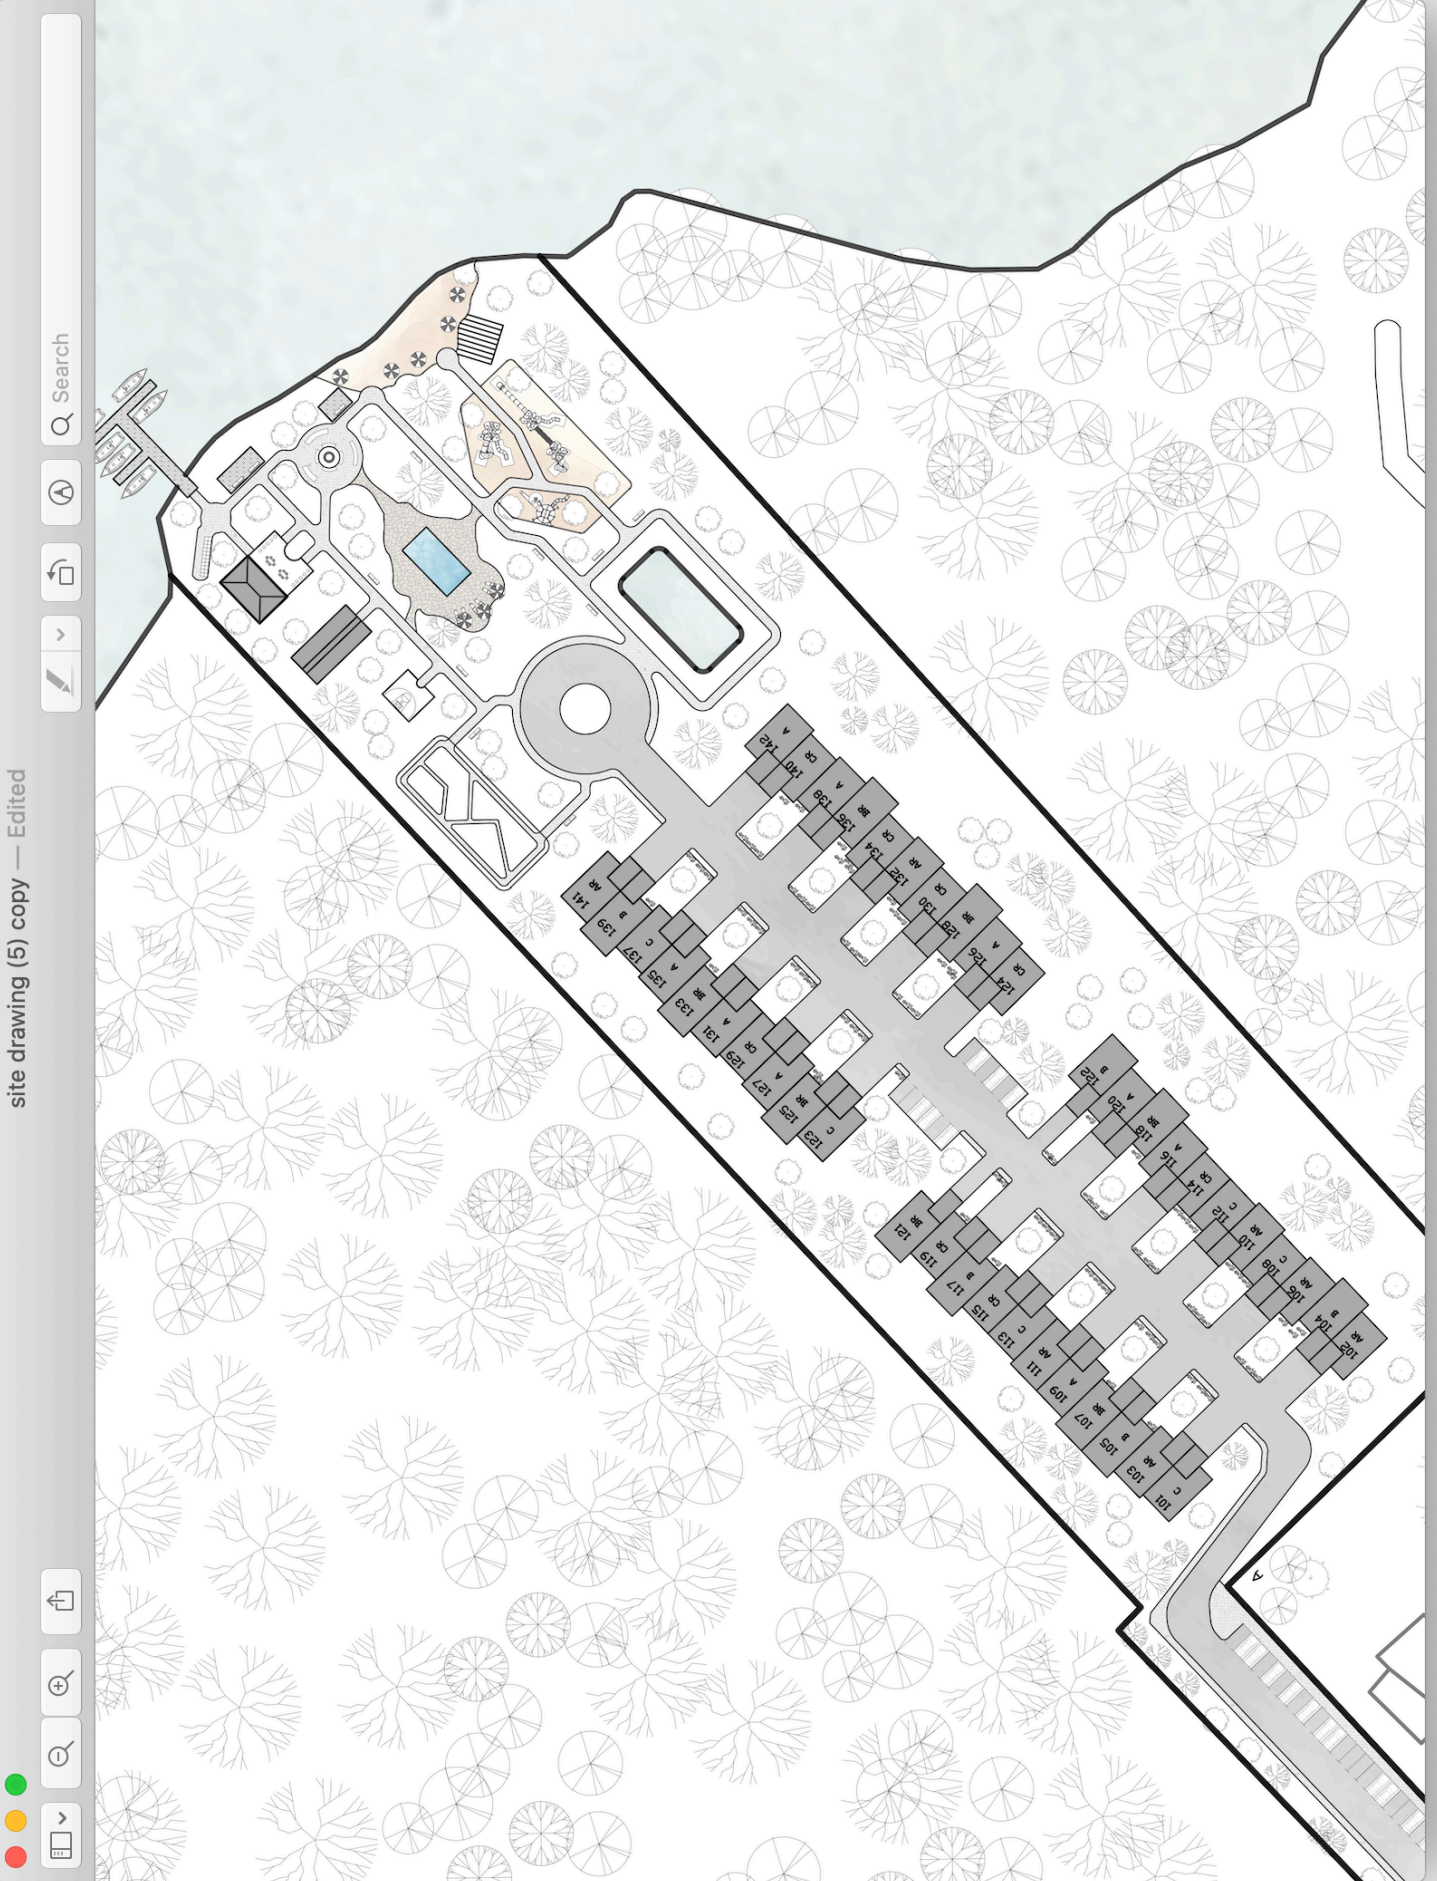 site drawing (5) copy — Edited
Search
142 A
140 CR
138 A
136 BR
134 CR
132 AR
130 CR
128 BR
126 A
124 CR
122 B
120 A
118 BR
116 A
114 CR
112 C
110 AR
108 C
106 AR
104 B
102 AR
141 AR
139 B
137 C
135 A
133 BR
131 A
129 CR
127 A
125 BR
123 C
121 BR
119 CR
117 B
115 CR
113 C
111 AR
109 A
107 BR
105 B
103 AR
101 C
A